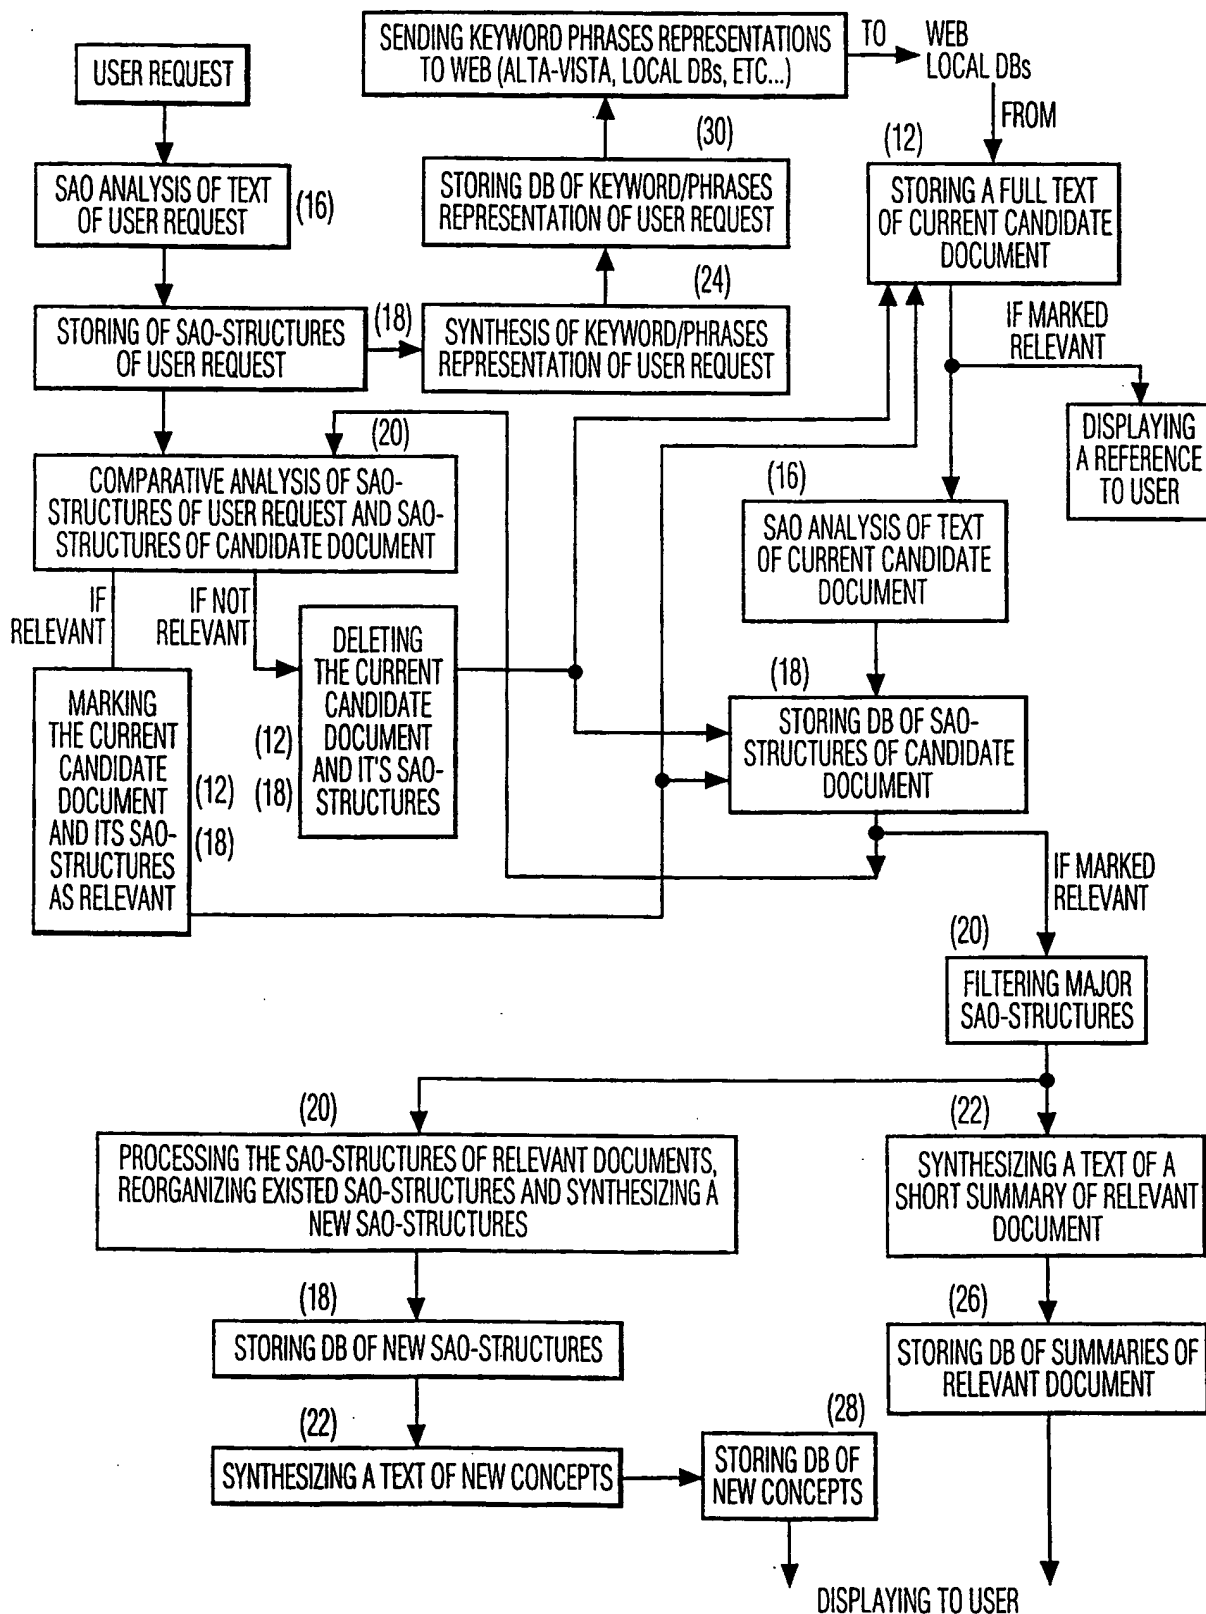 USER REQUEST
SAO ANALYSIS OF TEXT
OF USER REQUEST
(16)
STORING OF SAO-STRUCTURES
OF USER REQUEST
(18)
SENDING KEYWORD PHRASES REPRESENTATIONS
TO WEB (ALTA-VISTA, LOCAL DBs, ETC...)
TO
WEB
LOCAL DBs
FROM
(30)
STORING DB OF KEYWORD/PHRASES
REPRESENTATION OF USER REQUEST
(24)
SYNTHESIS OF KEYWORD/PHRASES
REPRESENTATION OF USER REQUEST
(12)
STORING A FULL TEXT
OF CURRENT CANDIDATE
DOCUMENT
IF MARKED
RELEVANT
DISPLAYING
A REFERENCE
TO USER
(20)
COMPARATIVE ANALYSIS OF SAO-
STRUCTURES OF USER REQUEST AND SAO-
STRUCTURES OF CANDIDATE DOCUMENT
IF
RELEVANT
IF NOT
RELEVANT
MARKING
THE CURRENT
CANDIDATE
DOCUMENT
AND ITS SAO-
STRUCTURES
AS RELEVANT
(12)
(18)
DELETING
THE CURRENT
CANDIDATE
DOCUMENT
AND IT'S SAO-
STRUCTURES
(12)
(18)
(16)
SAO ANALYSIS OF TEXT
OF CURRENT CANDIDATE
DOCUMENT
(18)
STORING DB OF SAO-
STRUCTURES OF CANDIDATE
DOCUMENT
IF MARKED
RELEVANT
(20)
FILTERING MAJOR
SAO-STRUCTURES
(20)
PROCESSING THE SAO-STRUCTURES OF RELEVANT DOCUMENTS,
REORGANIZING EXISTED SAO-STRUCTURES AND SYNTHESIZING A
NEW SAO-STRUCTURES
(22)
SYNTHESIZING A TEXT OF A
SHORT SUMMARY OF RELEVANT
DOCUMENT
(18)
STORING DB OF NEW SAO-STRUCTURES
(26)
STORING DB OF SUMMARIES OF
RELEVANT DOCUMENT
(22)
SYNTHESIZING A TEXT OF NEW CONCEPTS
(28)
STORING DB OF
NEW CONCEPTS
DISPLAYING TO USER